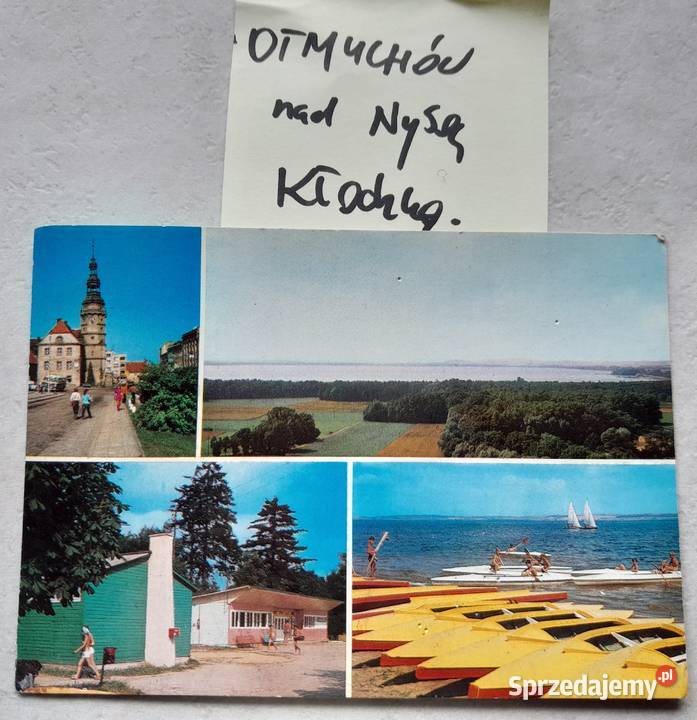 OTMUCHÓW
nad Nysą
Kłodzką.
Sprzedajemy.pl